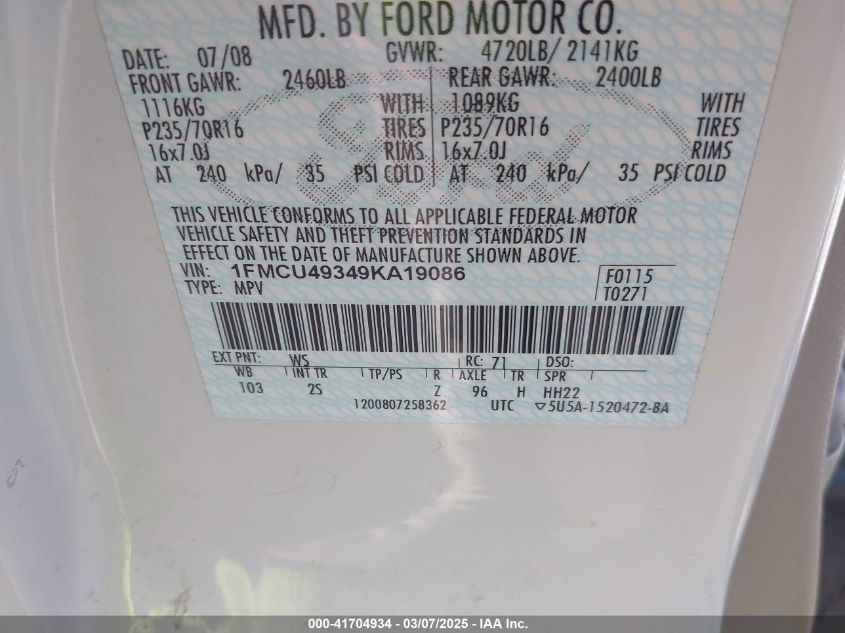 MFD. BY FORD MOTOR CO.
DATE: 07/08 GVWR: 4720LB/ 2141KG
FRONT GAWR: 2460LB REAR GAWR: 2400LB
1116KG WITH 1089KG WITH
P235/70R16 TIRES P235/70R16 TIRES
16x7.0J RIMS 16x7.0J RIMS
AT 240 kPa/ 35 PSI COLD AT 240 kPa/ 35 PSI COLD
THIS VEHICLE CONFORMS TO ALL APPLICABLE FEDERAL MOTOR
VEHICLE SAFETY AND THEFT PREVENTION STANDARDS IN
EFFECT ON THE DATE OF MANUFACTURE SHOWN ABOVE.
VIN: 1FMCU49349KA19086 F0115
TYPE: MPV T0271
EXT PNT: WS RC: 71 DSO:
WB INT TR TP/PS R AXLE TR SPR
103 2S Z 96 H HH22
1200807258362 UTC ▽5U5A-1520472-BA
000-41704934 — 03/07/2025 — IAA Inc.